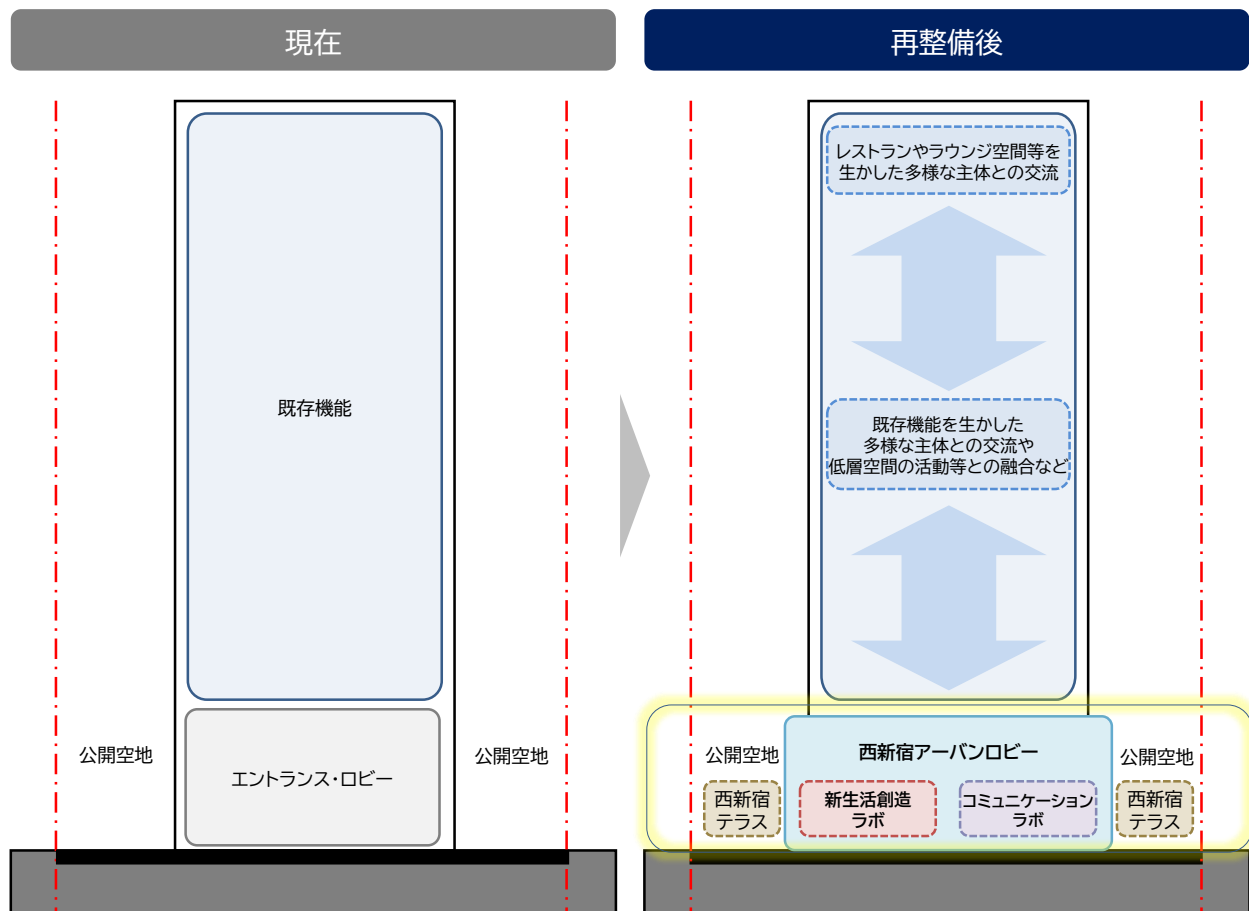 現在
既存機能
公開空地
公開空地
エントランス・ロビー
再整備後
レストランやラウンジ空間等を
生かした多様な主体との交流
既存機能を生かした
多様な主体との交流や
低層空間の活動等との融合など
公開空地
西新宿アーバンロビー
公開空地
西新宿
テラス
新生活創造
ラボ
コミュニケーション
ラボ
西新宿
テラス